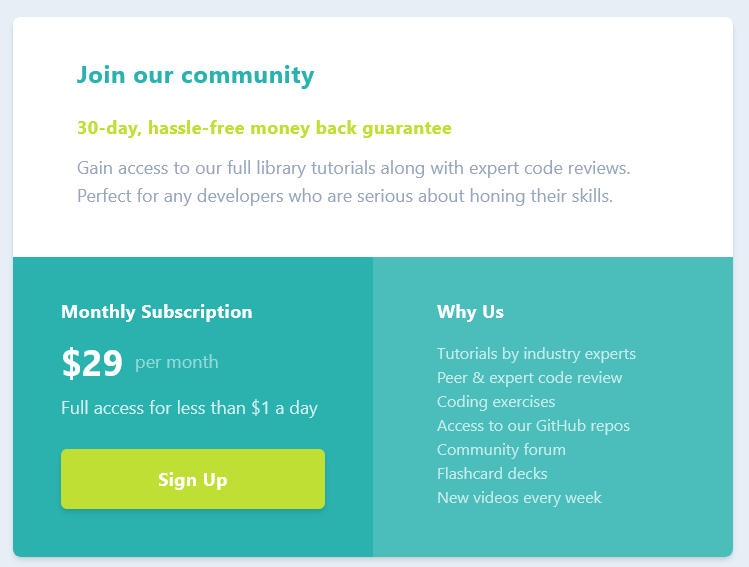 Join our community
30-day, hassle-free money back guarantee
Gain access to our full library tutorials along with expert code reviews.
Perfect for any developers who are serious about honing their skills.
Monthly Subscription
$29 per month
Full access for less than $1 a day
Sign Up
Why Us
Tutorials by industry experts
Peer & expert code review
Coding exercises
Access to our GitHub repos
Community forum
Flashcard decks
New videos every week